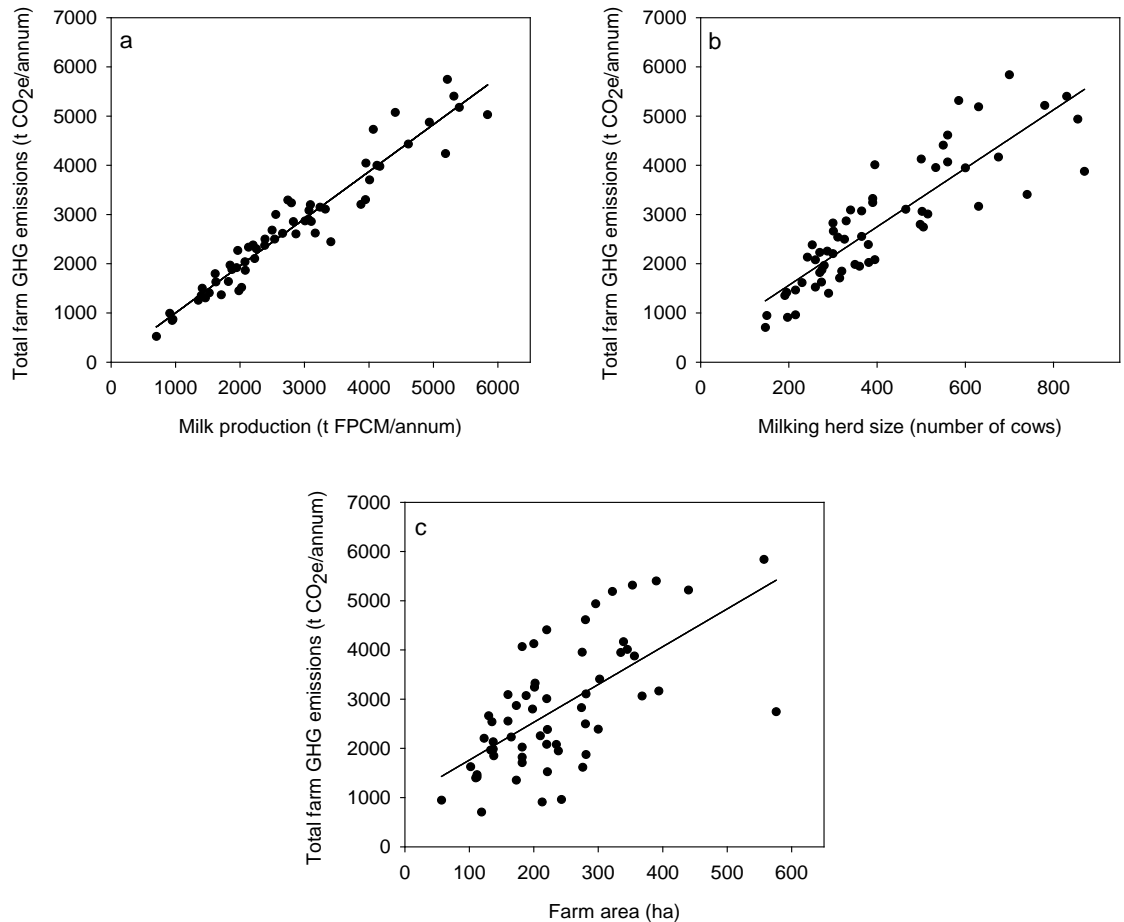 a
Total farm GHG emissions (t CO2e/annum)
7000
6000
5000
4000
3000
2000
1000
0
0 1000 2000 3000 4000 5000 6000
Milk production (t FPCM/annum)
b
Total farm GHG emissions (t CO2e/annum)
7000
6000
5000
4000
3000
2000
1000
0
0 200 400 600 800
Milking herd size (number of cows)
c
Total farm GHG emissions (t CO2e/annum)
7000
6000
5000
4000
3000
2000
1000
0
0 100 200 300 400 500 600
Farm area (ha)